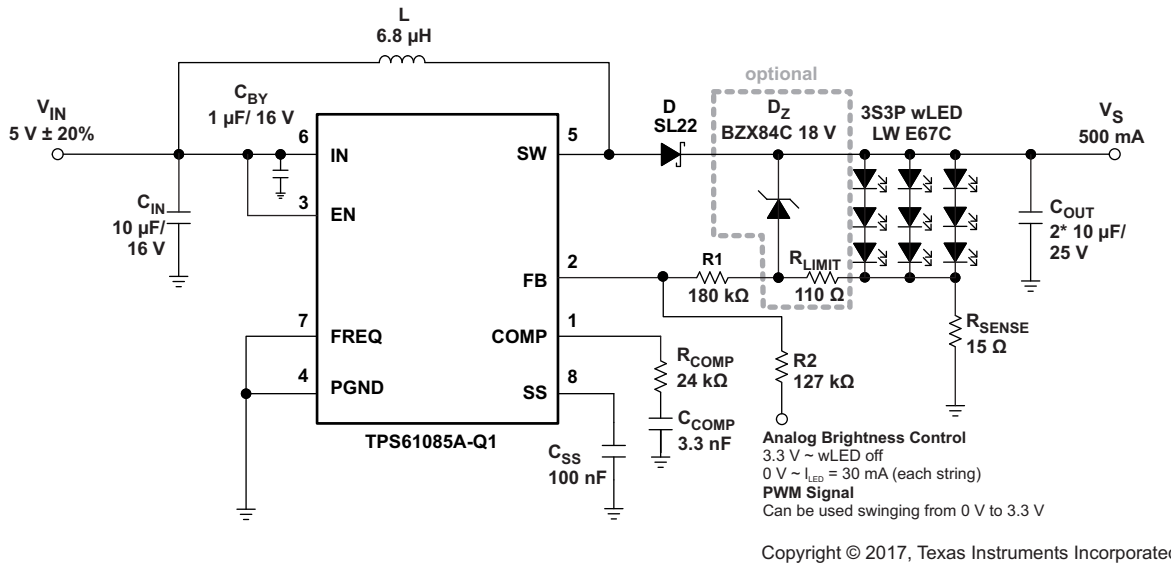 L
6.8 µH
optional
V_IN
5 V ± 20%
C_BY
1 µF/ 16 V
D
SL22
D_Z
BZX84C 18 V
3S3P wLED
LW E67C
V_S
500 mA
6
IN
5
SW
3
EN
C_IN
10 µF/
16 V
C_OUT
2* 10 µF/
25 V
2
FB
R1
180 kΩ
R_LIMIT
110 Ω
7
FREQ
1
COMP
R_SENSE
15 Ω
R_COMP
24 kΩ
R2
127 kΩ
4
PGND
8
SS
C_COMP
3.3 nF
TPS61085A-Q1
C_SS
100 nF
Analog Brightness Control
3.3 V ~ wLED off
0 V ~ I_LED = 30 mA (each string)
PWM Signal
Can be used swinging from 0 V to 3.3 V
Copyright © 2017, Texas Instruments Incorporated